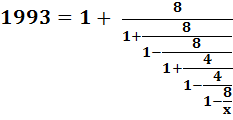 1993 = 1 + 8
1+ 8
1- 8
1+ 4
1- 4
1- 8
x